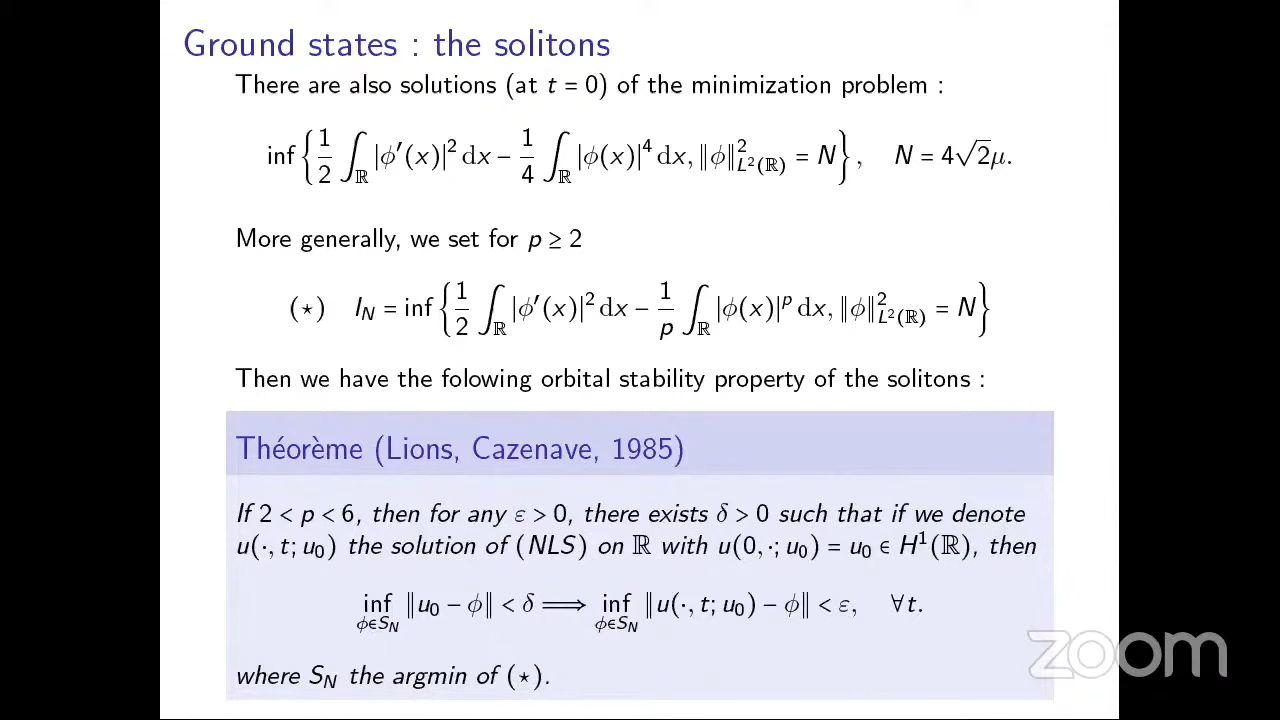 Ground states : the solitons
There are also solutions (at t = 0) of the minimization problem :
inf { 1/2 ∫_ℝ |ϕ′(x)|² dx − 1/4 ∫_ℝ |ϕ(x)|⁴ dx, ‖ϕ‖²_{L²(ℝ)} = N } ,   N = 4√2μ.
More generally, we set for p ≥ 2
(⋆)   I_N = inf { 1/2 ∫_ℝ |ϕ′(x)|² dx − 1/p ∫_ℝ |ϕ(x)|^p dx, ‖ϕ‖²_{L²(ℝ)} = N }
Then we have the folowing orbital stability property of the solitons :
Théorème (Lions, Cazenave, 1985)
If 2 < p < 6, then for any ε > 0, there exists δ > 0 such that if we denote
u(·, t; u₀) the solution of (NLS) on ℝ with u(0, ·; u₀) = u₀ ∈ H¹(ℝ), then
inf_{ϕ∈S_N} ‖u₀ − ϕ‖ < δ ⟹ inf_{ϕ∈S_N} ‖u(·, t; u₀) − ϕ‖ < ε,   ∀t.
where S_N the argmin of (⋆).
zoom